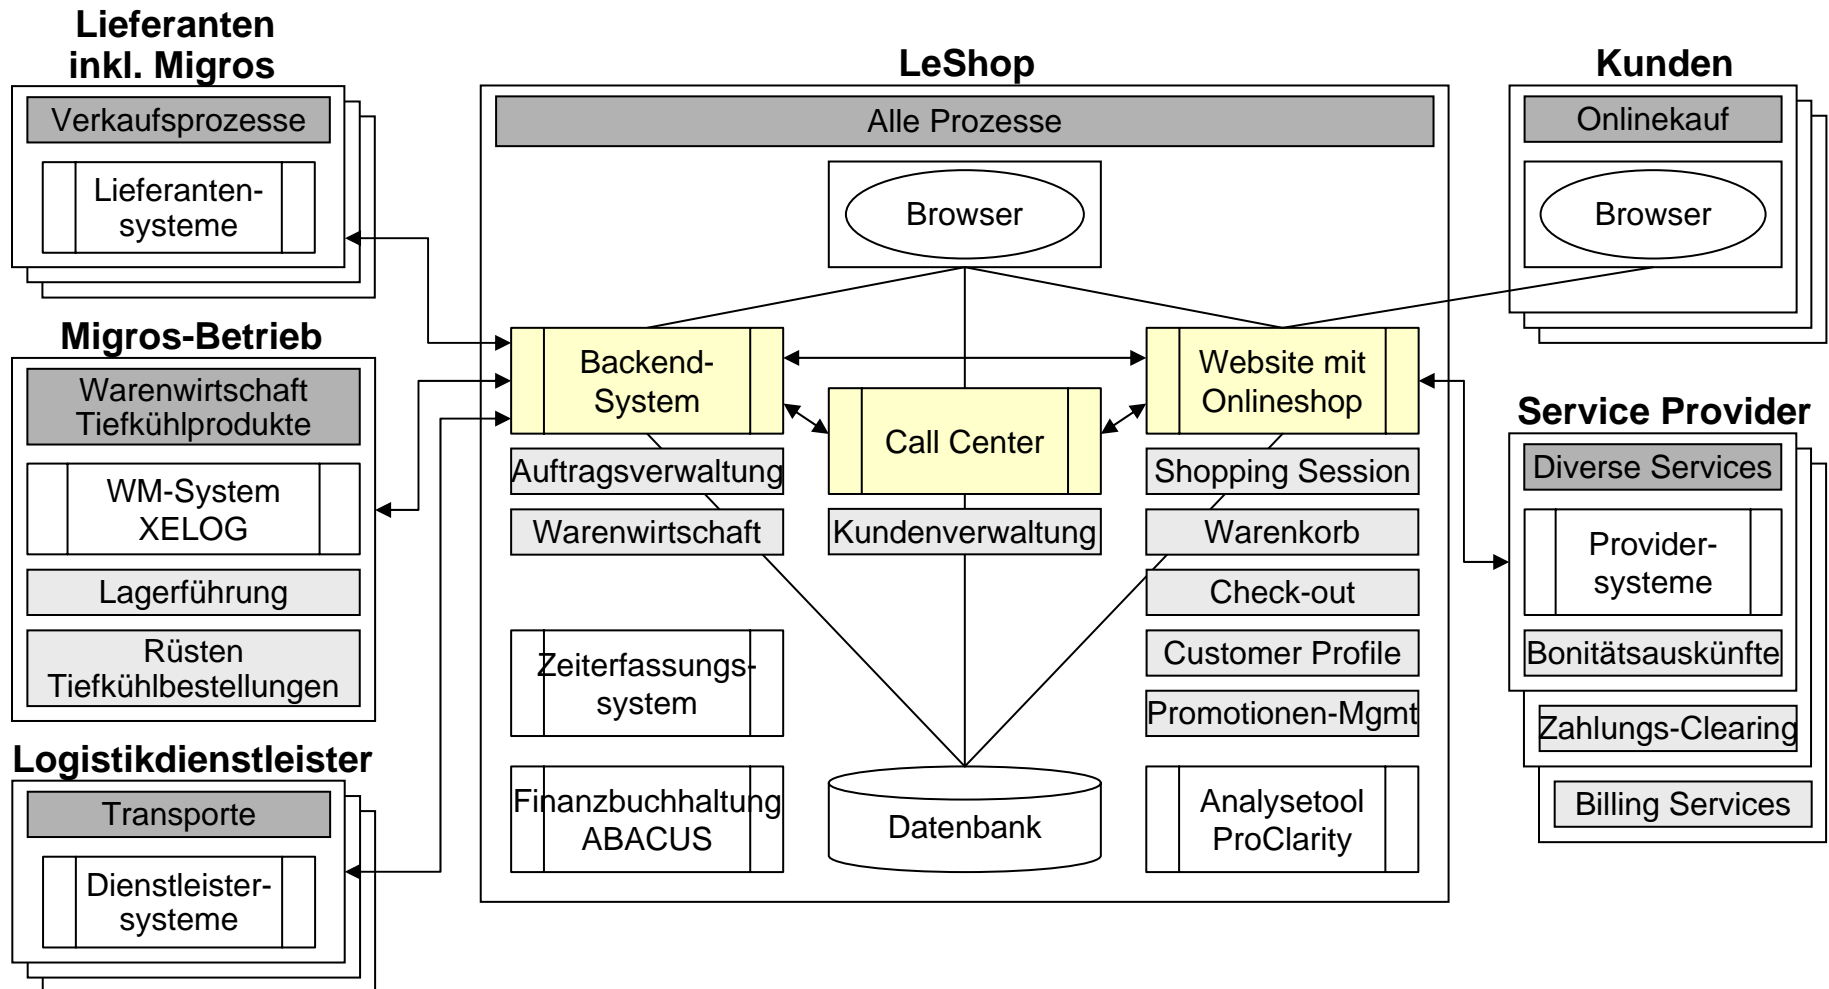 Lieferanten
inkl. Migros
Verkaufsprozesse
Lieferanten-
systeme
Migros-Betrieb
Warenwirtschaft
Tiefkühlprodukte
WM-System
XELOG
Lagerführung
Rüsten
Tiefkühlbestellungen
Logistikdienstleister
Transporte
Dienstleister-
systeme
LeShop
Alle Prozesse
Browser
Backend-
System
Auftragsverwaltung
Warenwirtschaft
Call Center
Kundenverwaltung
Website mit
Onlineshop
Shopping Session
Warenkorb
Check-out
Customer Profile
Promotionen-Mgmt
Zeiterfassungs-
system
Finanzbuchhaltung
ABACUS
Datenbank
Analysetool
ProClarity
Kunden
Onlinekauf
Browser
Service Provider
Diverse Services
Provider-
systeme
Bonitätsauskünfte
Zahlungs-Clearing
Billing Services